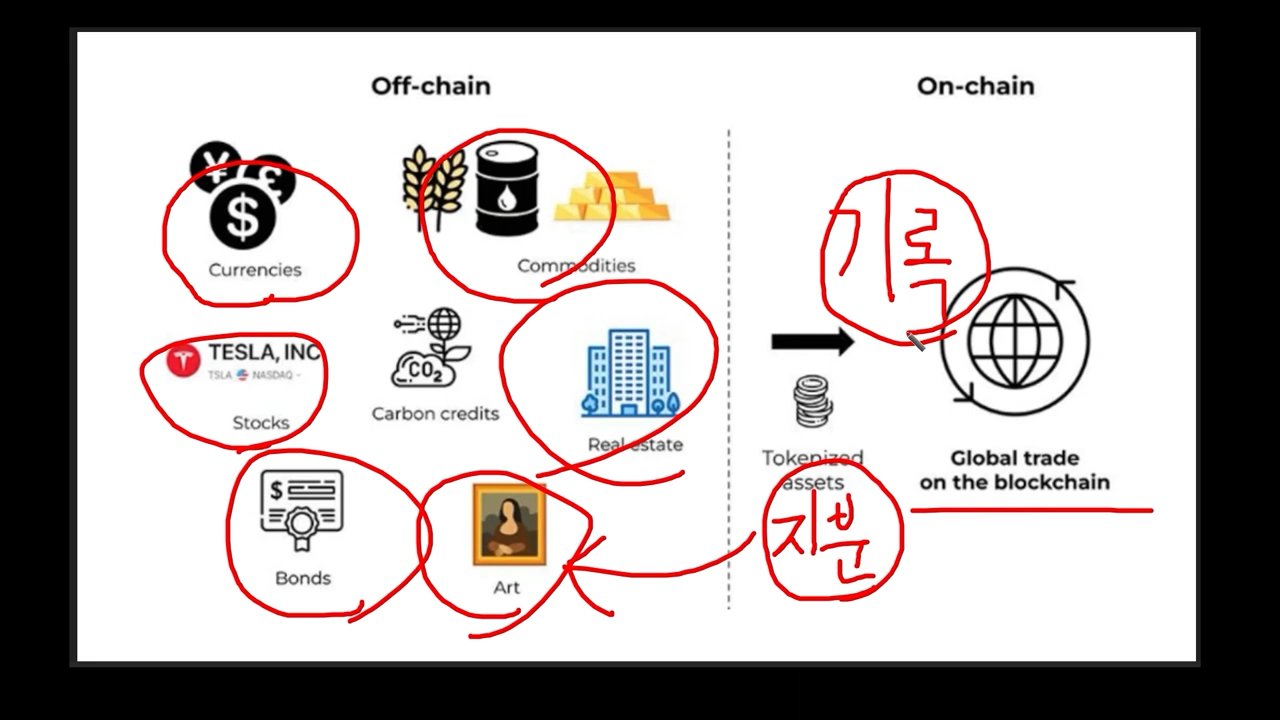 Off-chain
On-chain
¥ £ $
Currencies
Commodities
기록
TESLA, INC
TSLA NASDAQ
Stocks
CO2
Carbon credits
Real estate
Tokenized
assets
Global trade
on the blockchain
$
Bonds
Art
지분